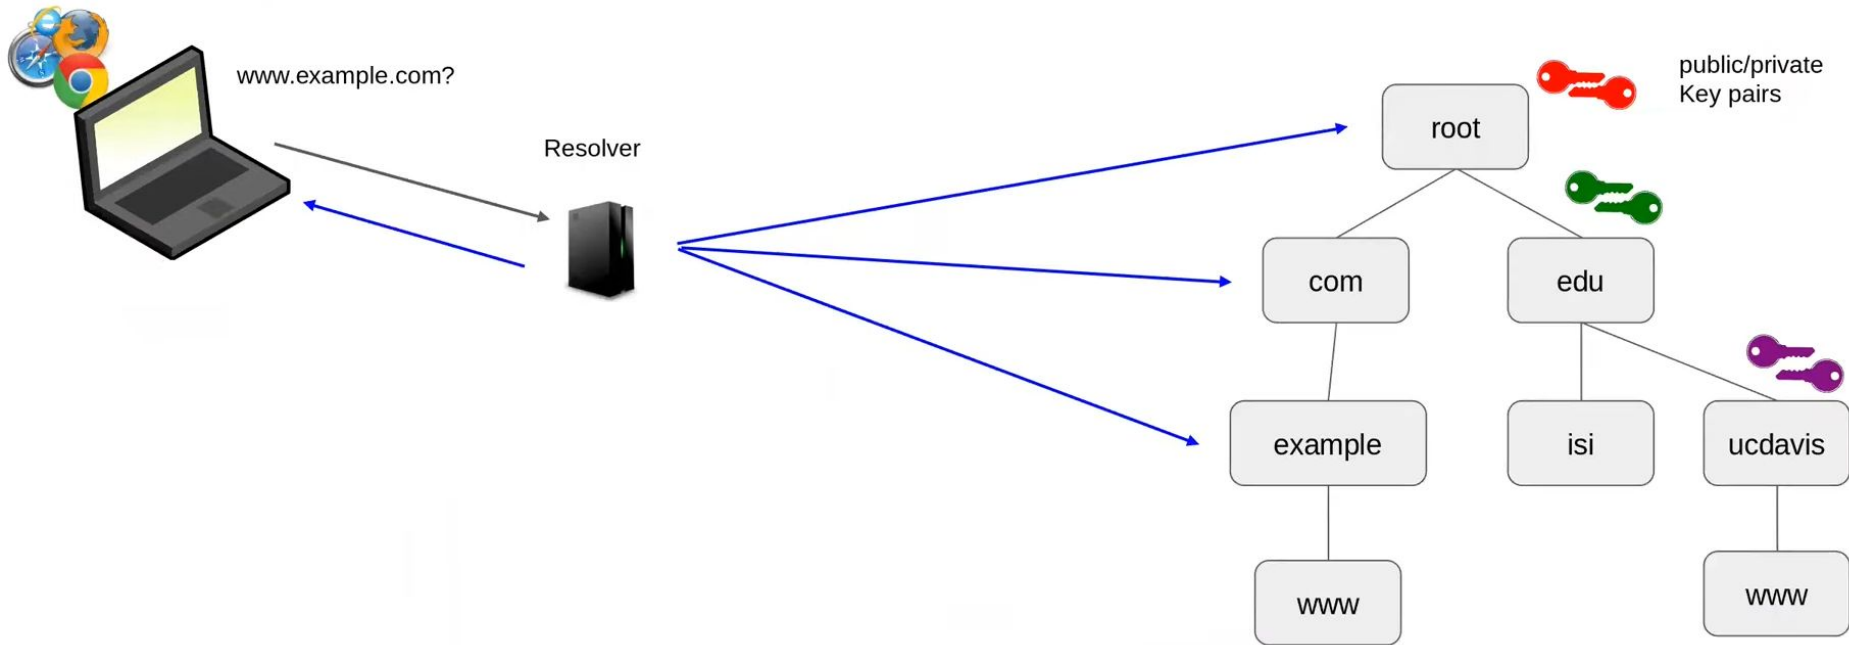 www.example.com?
Resolver
public/private
Key pairs
root
com
edu
example
isi
ucdavis
www
www